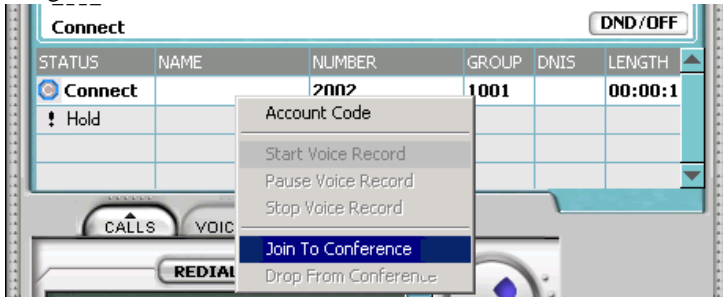 Connect
DND/OFF
STATUS NAME NUMBER GROUP DNIS LENGTH
Connect 2002 1001 00:00:1
! Hold
Account Code
Start Voice Record
Pause Voice Record
Stop Voice Record
CALLS VOIC
Join To Conference
REDIAL
Drop From Conference